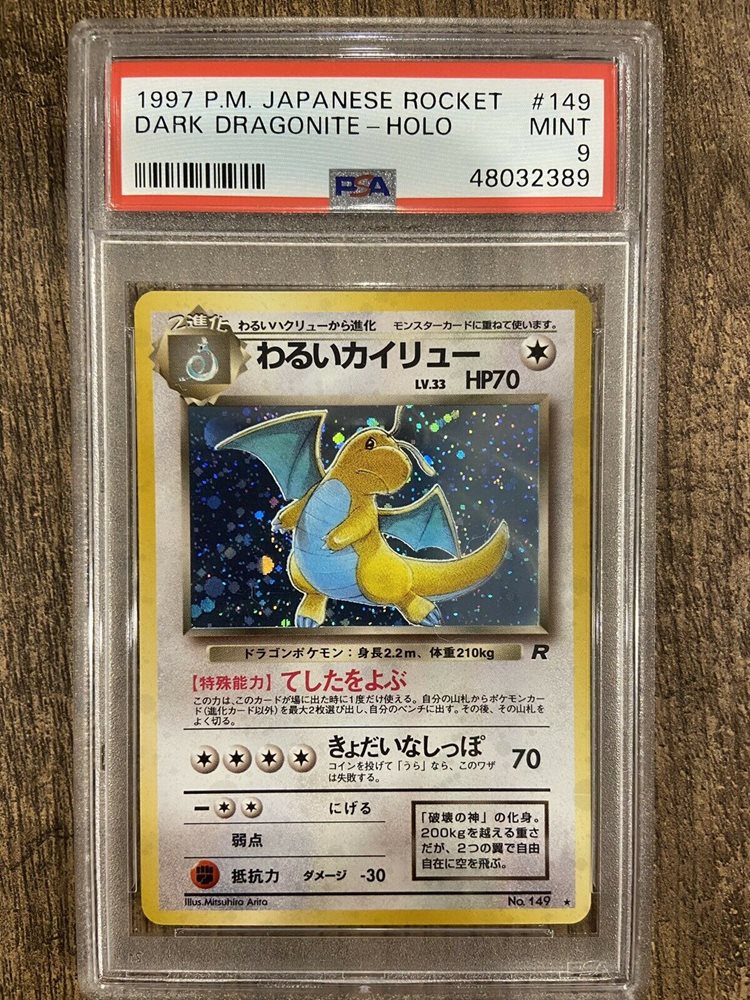 1997 P.M. JAPANESE ROCKET #149
DARK DRAGONITE - HOLO MINT
9
PSA 48032389
2進化 わるいハクリューから進化 モンスターカードに重ねて使います。
わるいカイリュー
LV.33 HP70
ドラゴンポケモン：身長2.2m、体重210kg R
【特殊能力】てしたをよぶ
この力は、このカードが場に出た時に1度だけ使える。自分の山札からポケモンカー
ド(進化カード以外)を最大2枚選び出し、自分のベンチに出す。その後、その山札を
よく切る。
きょだいなしっぽ 70
コインを投げて「うら」なら、このワザ
は失敗する。
にげる
弱点
抵抗力 ダメージ -30
「破壊の神」の化身。
200kgを越える重さ
だが、2つの翼で自由
自在に空を飛ぶ。
Illus.Mitsuhiro Arita No. 149 ★